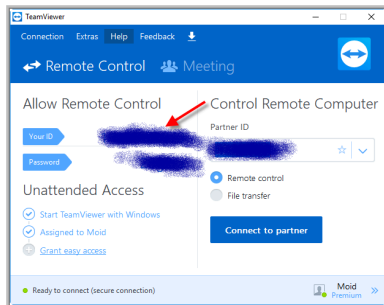 TeamViewer
Connection Extras Help Feedback
Remote Control Meeting
Allow Remote Control
Your ID
Password
Unattended Access
Start TeamViewer with Windows
Assigned to Moid
Grant easy access
Control Remote Computer
Partner ID
Remote control
File transfer
Connect to partner
Ready to connect (secure connection)
Moid
Premium